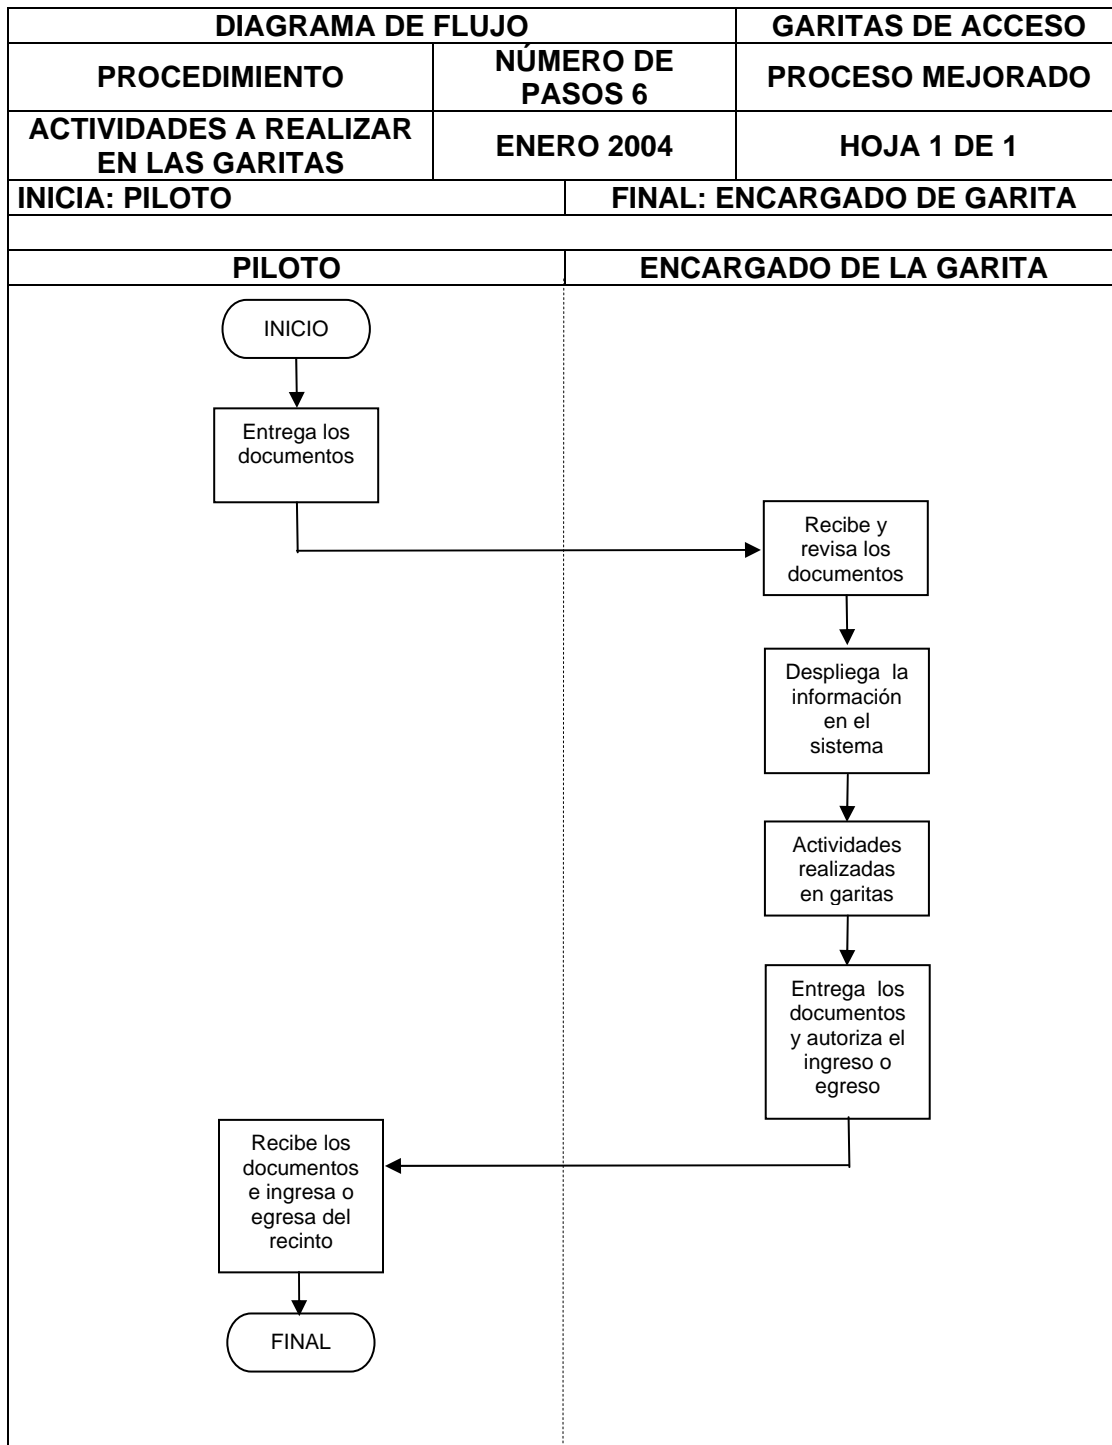 DIAGRAMA DE FLUJO
GARITAS DE ACCESO
PROCEDIMIENTO
NÚMERO DE
PASOS 6
PROCESO MEJORADO
ACTIVIDADES A REALIZAR
EN LAS GARITAS
ENERO 2004
HOJA 1 DE 1
INICIA: PILOTO
FINAL: ENCARGADO DE GARITA
PILOTO
ENCARGADO DE LA GARITA
INICIO
Entrega los
documentos
Recibe y
revisa los
documentos
Despliega la
información
en el
sistema
Actividades
realizadas
en garitas
Entrega los
documentos
y autoriza el
ingreso o
egreso
Recibe los
documentos
e ingresa o
egresa del
recinto
FINAL